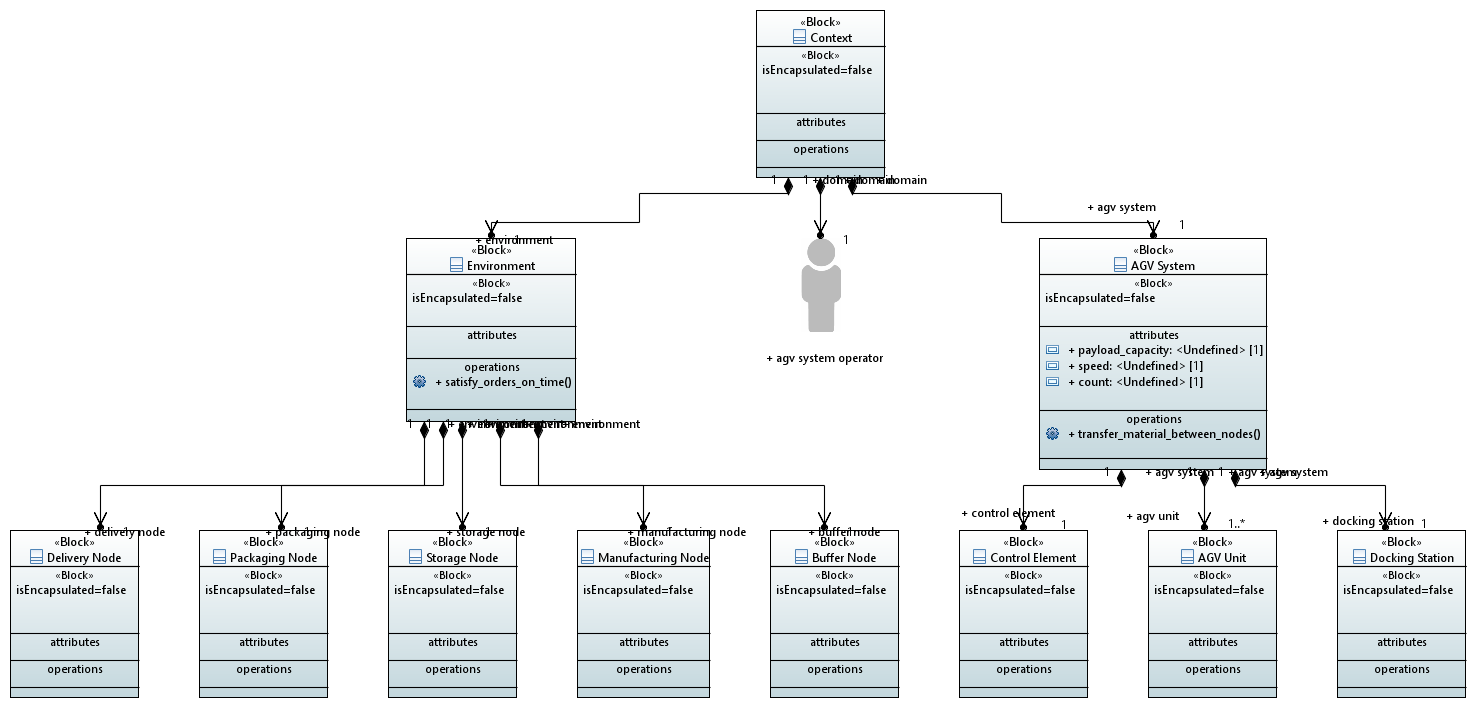 «Block»
Context
«Block»
isEncapsulated=false
attributes
operations
1
1
+ domain
1
+ domain
+ domain
+ environment
1
+ agv system
1
1
«Block»
Environment
«Block»
isEncapsulated=false
attributes
operations
+ satisfy_orders_on_time()
+ agv system operator
«Block»
AGV System
«Block»
isEncapsulated=false
attributes
+ payload_capacity: <Undefined> [1]
+ speed: <Undefined> [1]
+ count: <Undefined> [1]
operations
+ transfer_material_between_nodes()
1
1
1
+ environment
1
+ agv system
1
1
+ agv system
+ agv system
+ delivery node
1
+ packaging node
1
+ storage node
1
+ manufacturing node
1
+ buffer node
1
+ control element
1
+ agv unit
1..*
+ docking station
1
«Block»
Delivery Node
«Block»
isEncapsulated=false
attributes
operations
«Block»
Packaging Node
«Block»
isEncapsulated=false
attributes
operations
«Block»
Storage Node
«Block»
isEncapsulated=false
attributes
operations
«Block»
Manufacturing Node
«Block»
isEncapsulated=false
attributes
operations
«Block»
Buffer Node
«Block»
isEncapsulated=false
attributes
operations
«Block»
Control Element
«Block»
isEncapsulated=false
attributes
operations
«Block»
AGV Unit
«Block»
isEncapsulated=false
attributes
operations
«Block»
Docking Station
«Block»
isEncapsulated=false
attributes
operations